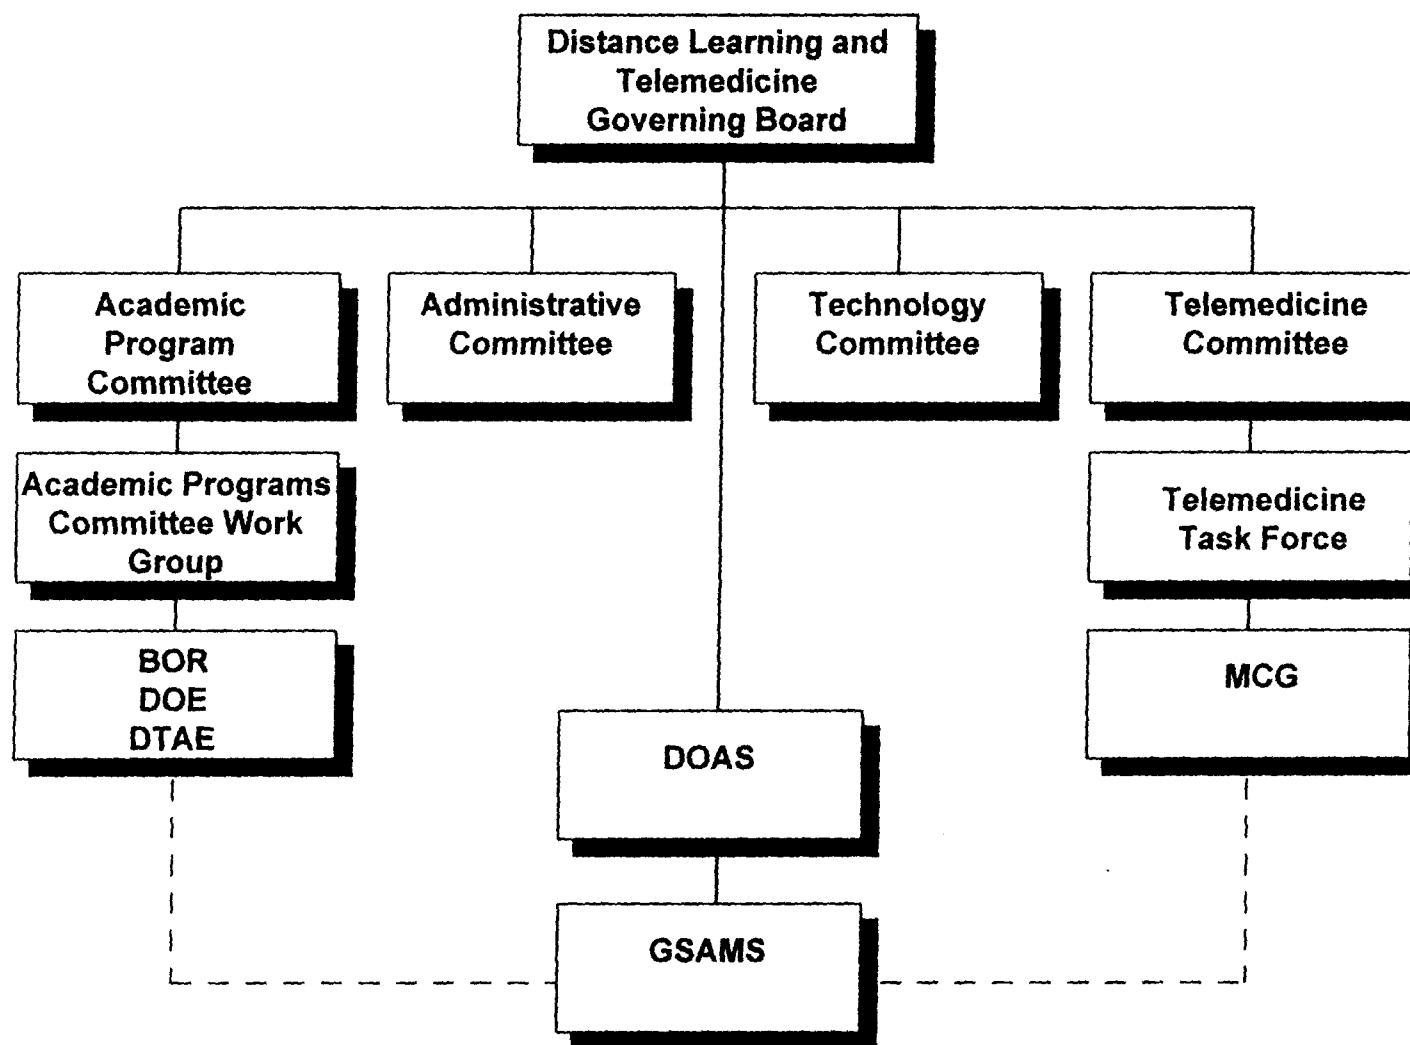 Distance Learning and
Telemedicine
Governing Board
Academic
Program
Committee
Administrative
Committee
Technology
Committee
Telemedicine
Committee
Academic Programs
Committee Work
Group
Telemedicine
Task Force
BOR
DOE
DTAE
MCG
DOAS
GSAMS